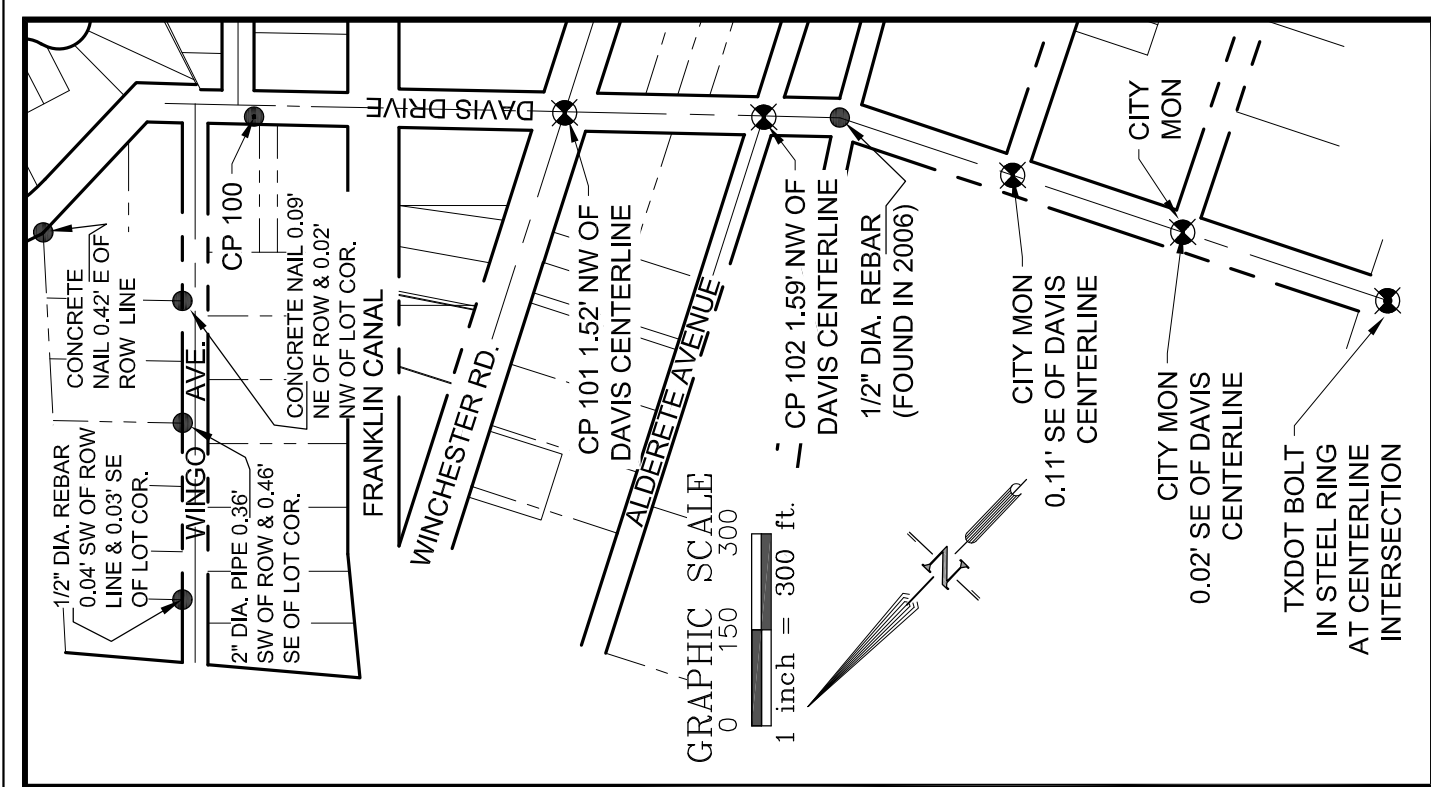 CONCRETE
NAIL 0.42' E OF
ROW LINE
1/2" DIA. REBAR
0.04' SW OF ROW
LINE & 0.03' SE
OF LOT COR.
WINGO AVE.
2" DIA. PIPE 0.36'
SW OF ROW & 0.46'
SE OF LOT COR.
CP 100
CONCRETE NAIL 0.09'
NE OF ROW & 0.02'
NW OF LOT COR.
FRANKLIN CANAL
DAVIS DRIVE
WINCHESTER RD.
CP 101 1.52' NW OF
DAVIS CENTERLINE
ALDERETE AVENUE
CP 102 1.59' NW OF
DAVIS CENTERLINE
1/2" DIA. REBAR
(FOUND IN 2006)
CITY
MON
CITY MON
0.11' SE OF DAVIS
CENTERLINE
CITY MON
0.02' SE OF DAVIS
CENTERLINE
TXDOT BOLT
IN STEEL RING
AT CENTERLINE
INTERSECTION
GRAPHIC SCALE
0 150 300
1 inch = 300 ft.
N